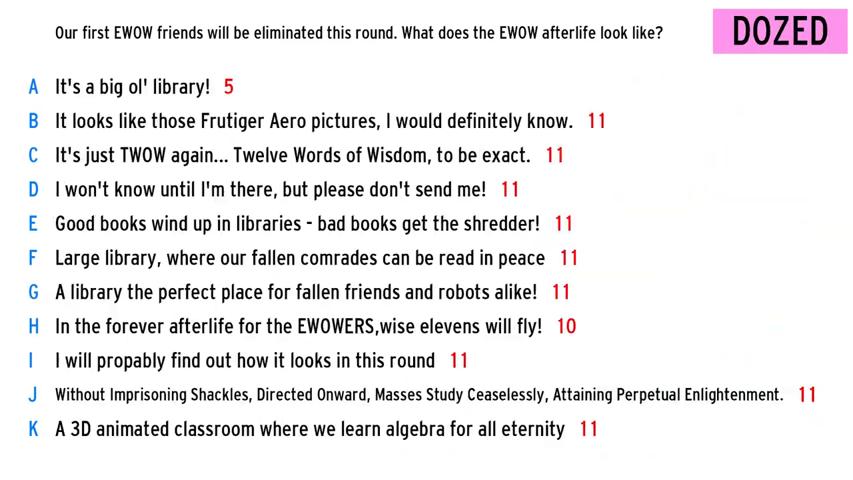 Our first EWOW friends will be eliminated this round. What does the EWOW afterlife look like?
DOZED
A It's a big ol' library! 5
B It looks like those Frutiger Aero pictures, I would definitely know. 11
C It's just TWOW again... Twelve Words of Wisdom, to be exact. 11
D I won't know until I'm there, but please don't send me! 11
E Good books wind up in libraries - bad books get the shredder! 11
F Large library, where our fallen comrades can be read in peace 11
G A library the perfect place for fallen friends and robots alike! 11
H In the forever afterlife for the EWOWERS,wise elevens will fly! 10
I I will propably find out how it looks in this round 11
J Without Imprisoning Shackles, Directed Onward, Masses Study Ceaselessly, Attaining Perpetual Enlightenment. 11
K A 3D animated classroom where we learn algebra for all eternity 11